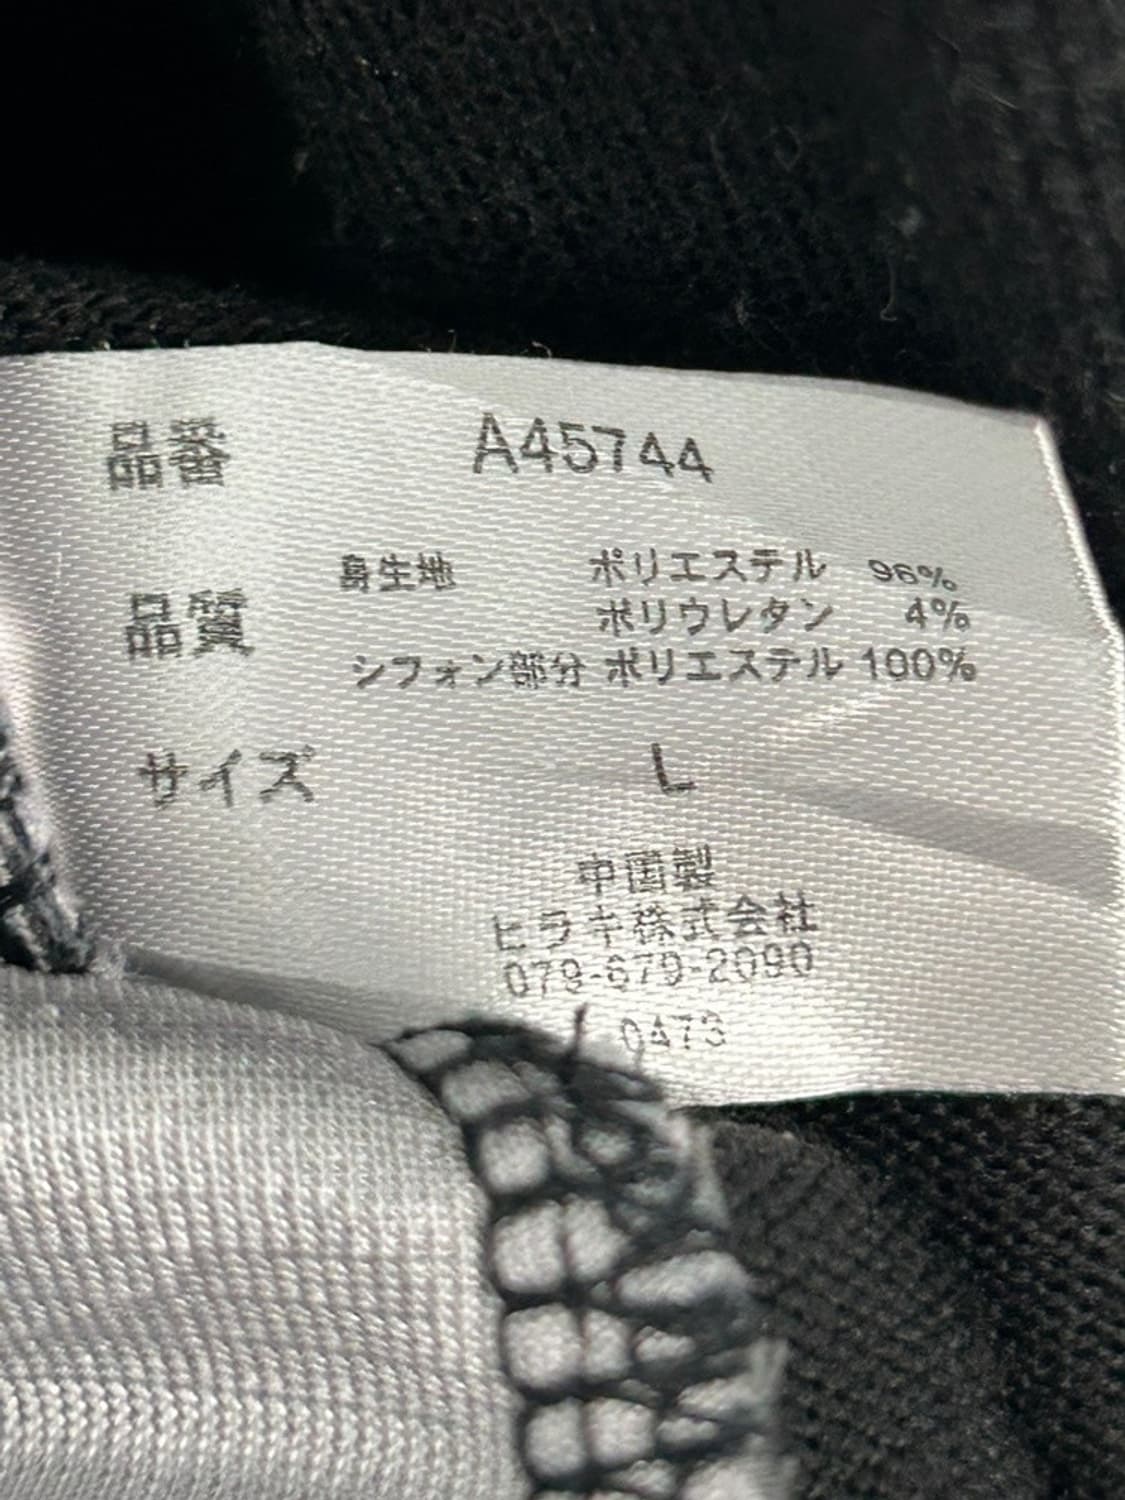 品番 A45744
身生地 ポリエステル 96%
品質 ポリウレタン 4%
シフォン部分 ポリエステル 100%
サイズ L
中国製
ヒラキ株式会社
079-679-2090
0473